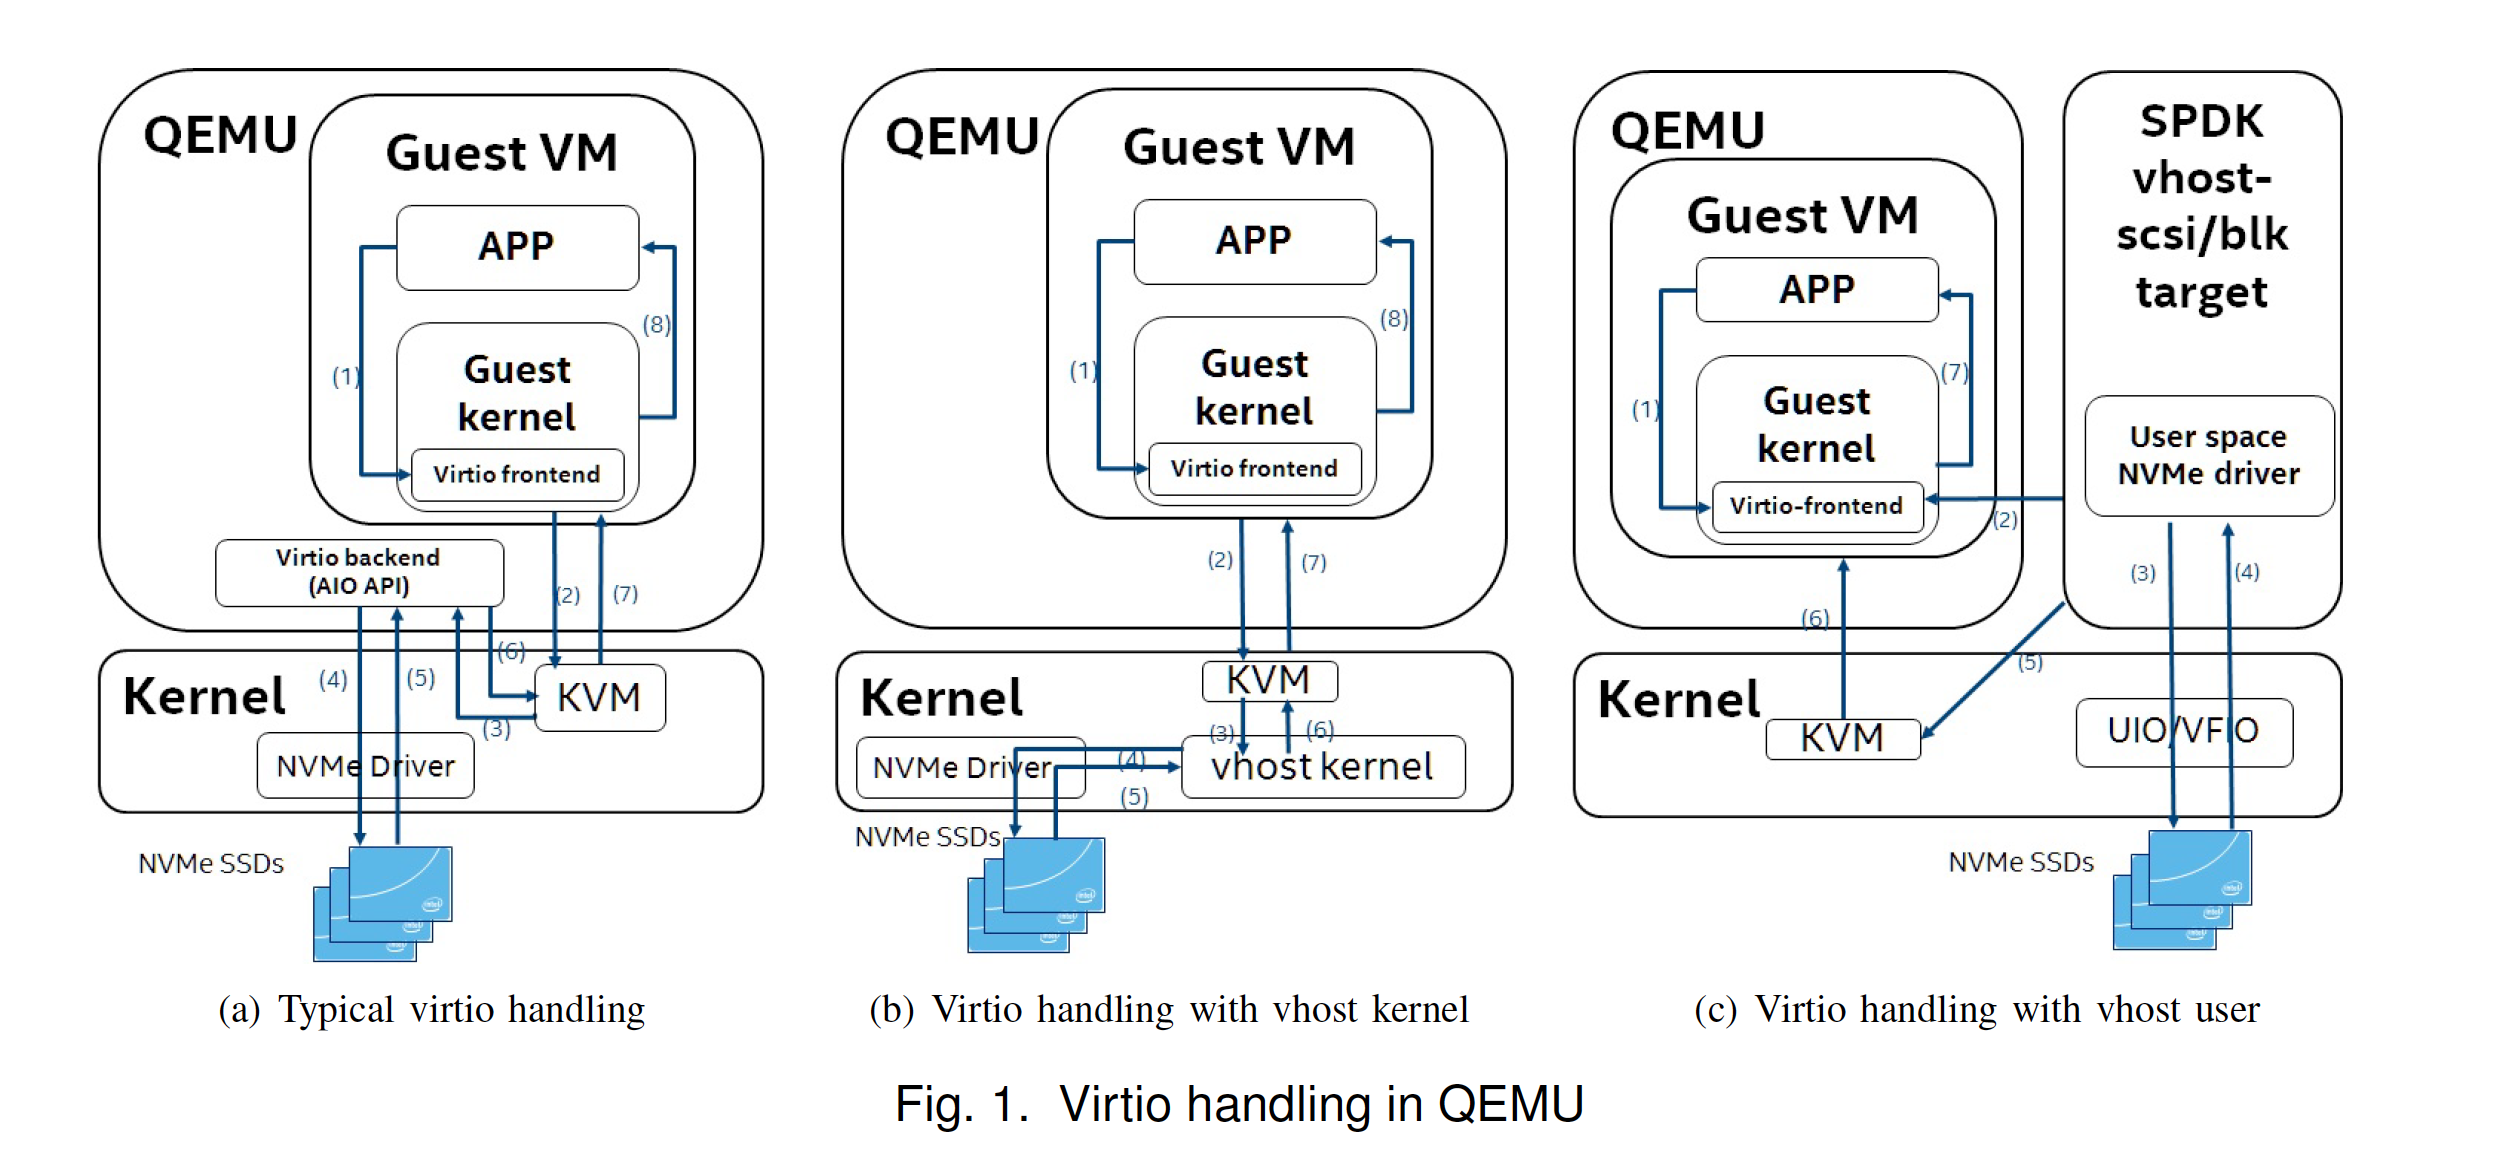 QEMU
Guest VM
APP
(1)
(8)
Guest
kernel
Virtio frontend
Virtio backend
(AIO API)
(2)
(7)
(6)
(4)
(5)
(3)
Kernel
KVM
NVMe Driver
NVMe SSDs
(a) Typical virtio handling
QEMU
Guest VM
APP
(1)
(8)
Guest
kernel
Virtio frontend
(2)
(7)
Kernel
KVM
(3)
(6)
NVMe Driver
(4)
(5)
vhost kernel
NVMe SSDs
(b) Virtio handling with vhost kernel
QEMU
Guest VM
APP
(1)
(7)
Guest
kernel
Virtio-frontend
(2)
(6)
SPDK
vhost-
scsi/blk
target
User space
NVMe driver
(3)
(4)
(5)
Kernel
KVM
UIO/VFIO
NVMe SSDs
(c) Virtio handling with vhost user
Fig. 1. Virtio handling in QEMU